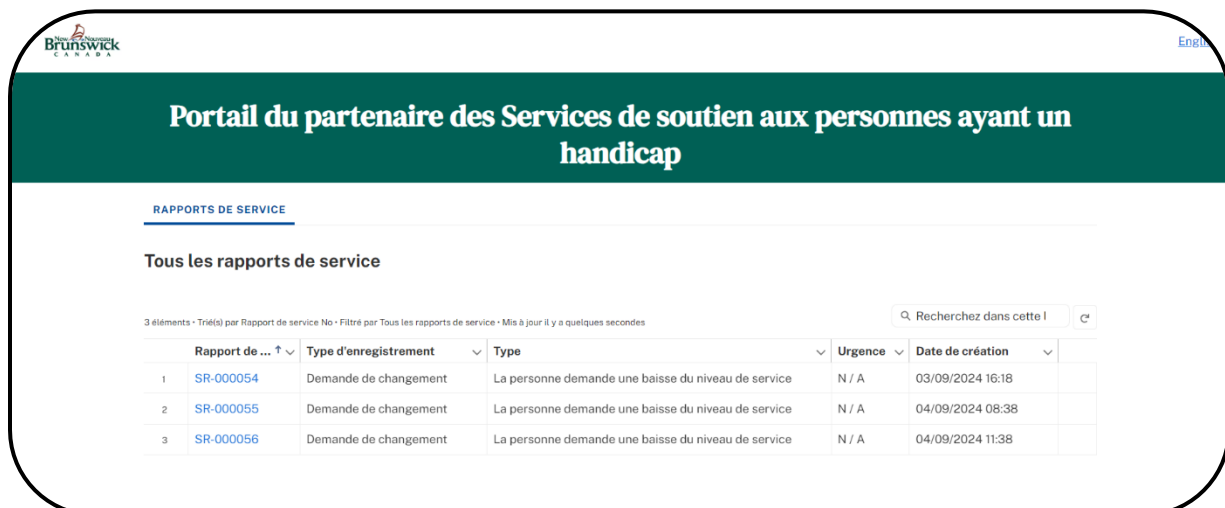 New Nouveau
Brunswick
CANADA
Portail du partenaire des Services de soutien aux personnes ayant un
handicap
RAPPORTS DE SERVICE
Tous les rapports de service
3 éléments • Trié(s) par Rapport de service No • Filtré par Tous les rapports de service • Mis à jour il y a quelques secondes
Recherchez dans cette l
Rapport de ... Type d'enregistrement Type Urgence Date de création
1 SR-000054 Demande de changement La personne demande une baisse du niveau de service N / A 03/09/2024 16:18
2 SR-000055 Demande de changement La personne demande une baisse du niveau de service N / A 04/09/2024 08:38
3 SR-000056 Demande de changement La personne demande une baisse du niveau de service N / A 04/09/2024 11:38